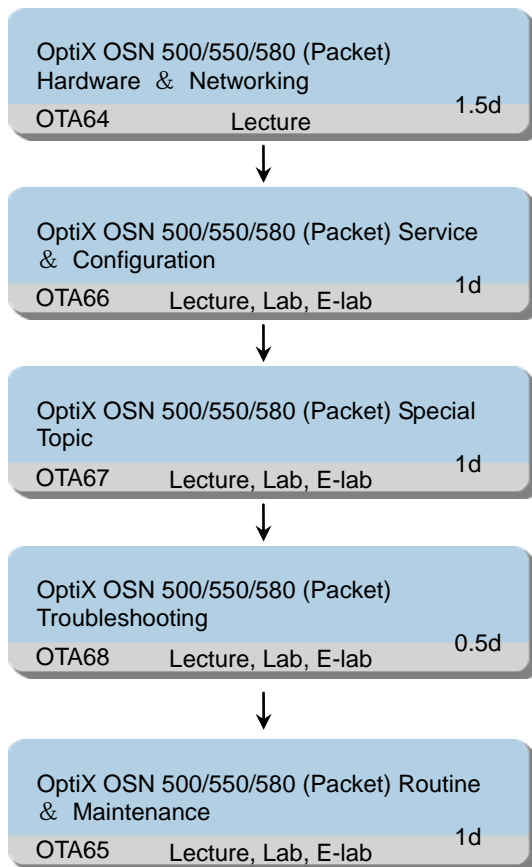 OptiX OSN 500/550/580 (Packet)
Hardware & Networking
1.5d
OTA64 Lecture
OptiX OSN 500/550/580 (Packet) Service
& Configuration
1d
OTA66 Lecture, Lab, E-lab
OptiX OSN 500/550/580 (Packet) Special
Topic
1d
OTA67 Lecture, Lab, E-lab
OptiX OSN 500/550/580 (Packet)
Troubleshooting
0.5d
OTA68 Lecture, Lab, E-lab
OptiX OSN 500/550/580 (Packet) Routine
& Maintenance
1d
OTA65 Lecture, Lab, E-lab